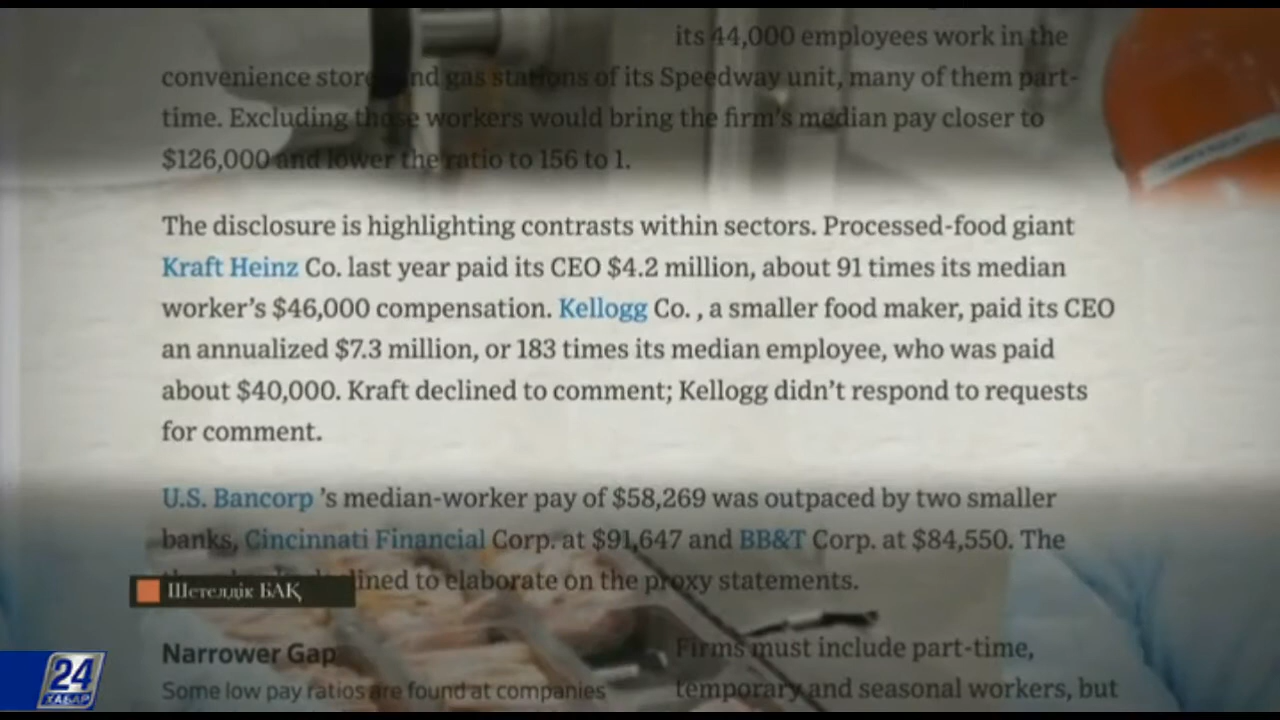 its 44,000 employees work in the
convenience stores and gas stations of its Speedway unit, many of them part-
time. Excluding those workers would bring the firm's median pay closer to
$126,000 and lower the ratio to 156 to 1.
The disclosure is highlighting contrasts within sectors. Processed-food giant
Kraft Heinz Co. last year paid its CEO $4.2 million, about 91 times its median
worker's $46,000 compensation. Kellogg Co. , a smaller food maker, paid its CEO
an annualized $7.3 million, or 183 times its median employee, who was paid
about $40,000. Kraft declined to comment; Kellogg didn't respond to requests
for comment.
U.S. Bancorp 's median-worker pay of $58,269 was outpaced by two smaller
banks, Cincinnati Financial Corp. at $91,647 and BB&T Corp. at $84,550. The
lined to elaborate on the proxy statements.
Шетелдік БАҚ
Narrower Gap
Some low pay ratios are found at companies
Firms must include part-time,
temporary and seasonal workers, but
24
ХАБАР